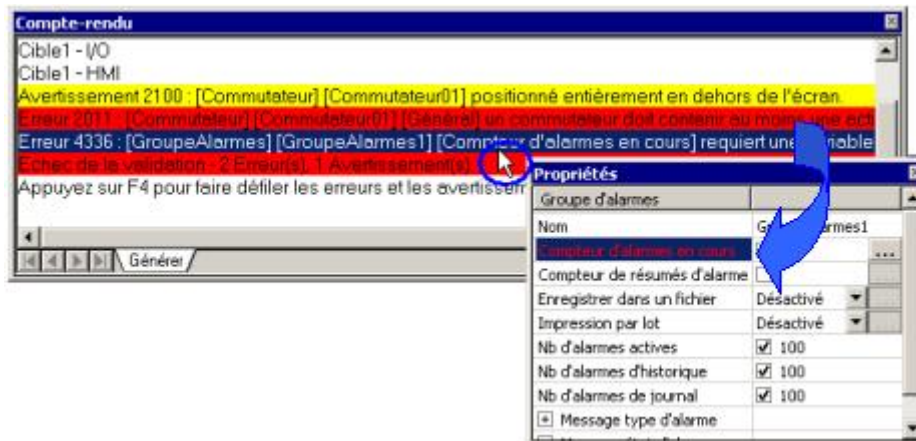 Compte-rendu
Cible1 - I/O
Cible1 - HMI
Avertissement 2100 : [Commutateur] [Commutateur01] positionné entièrement en dehors de l'écran.
Erreur 2011 : [Commutateur] [Commutateur01] [Général] un commutateur doit contenir au moins une
Erreur 4336 : [GroupeAlarmes] [GroupeAlarmes1] [Compteur d'alarmes en cours] requiert une
Echec de la validation - 2 Erreur(s), 1 Avertissement(s)
Appuyez sur F4 pour faire défiler les erreurs et les
Générer
Propriétés
Groupe d'alarmes
Nom
Compteur d'alarmes en cours ...
Compteur de résumés d'alarme
Enregistrer dans un fichier Désactivé
Impression par lot Désactivé
Nb d'alarmes actives 100
Nb d'alarmes d'historique 100
Nb d'alarmes de journal 100
Message type d'alarme